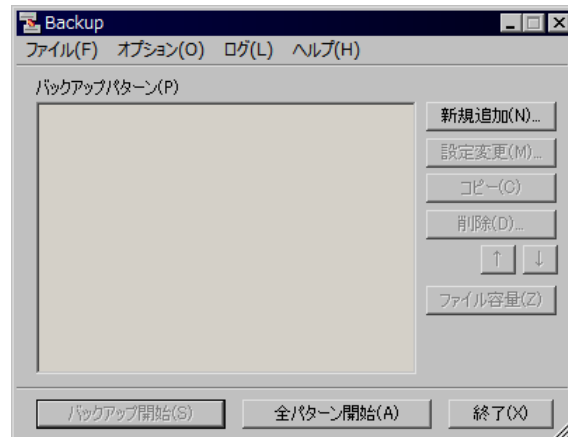 Backup
ファイル(F) オプション(O) ログ(L) ヘルプ(H)
バックアップパターン(P)
新規追加(N)...
設定変更(M)...
コピー(C)
削除(D)...
↑ ↓
ファイル容量(Z)
バックアップ開始(S) 全パターン開始(A) 終了(X)